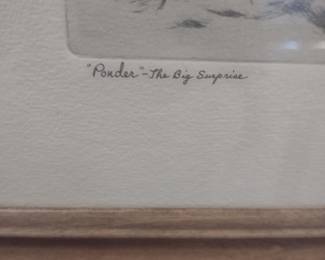 "Ponder" - The Big Surprise